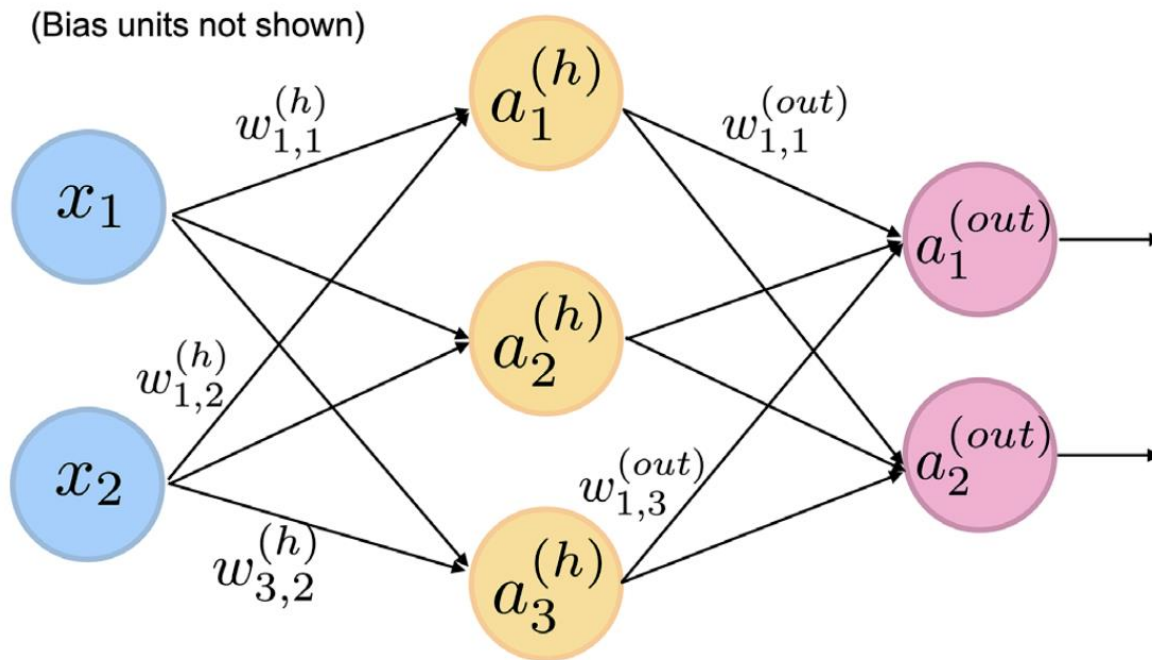 (Bias units not shown)
x_1
x_2
w_{1,1}^{(h)}
w_{1,2}^{(h)}
w_{3,2}^{(h)}
a_1^{(h)}
a_2^{(h)}
a_3^{(h)}
w_{1,1}^{(out)}
w_{1,3}^{(out)}
a_1^{(out)}
a_2^{(out)}